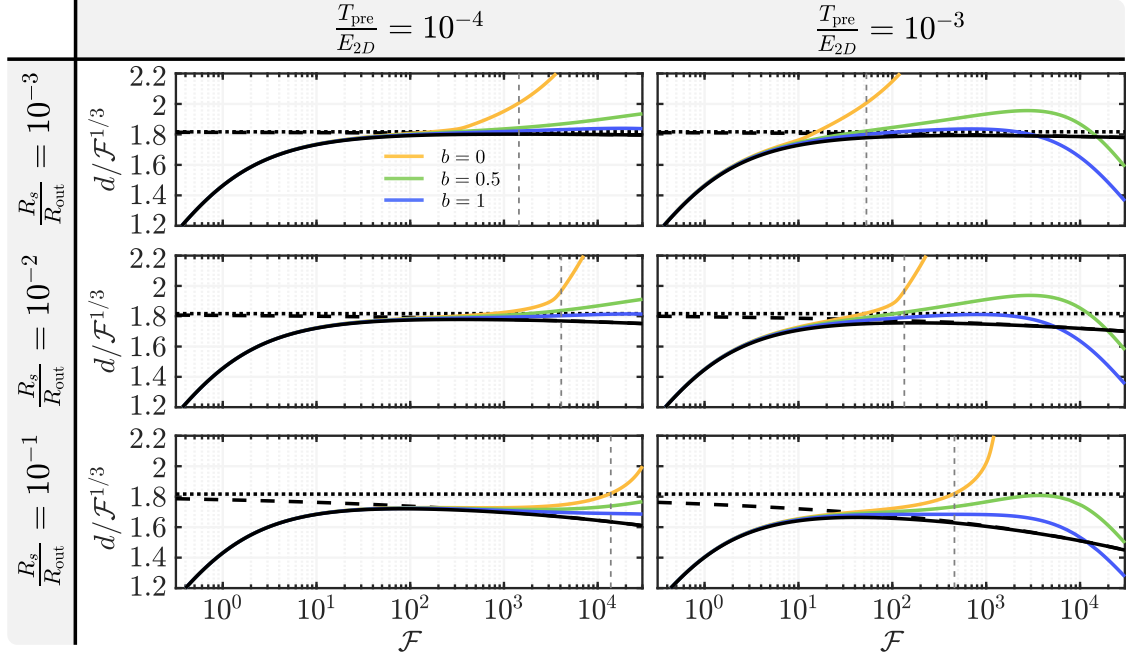 T_pre / E_2D = 10^-4
T_pre / E_2D = 10^-3
R_s / R_out = 10^-3
d/ℱ^1/3
2.2
2
1.8
1.6
1.4
1.2
b = 0
b = 0.5
b = 1
R_s / R_out = 10^-2
d/ℱ^1/3
2.2
2
1.8
1.6
1.4
1.2
R_s / R_out = 10^-1
d/ℱ^1/3
2.2
2
1.8
1.6
1.4
1.2
10^0 10^1 10^2 10^3 10^4
10^0 10^1 10^2 10^3 10^4
ℱ
ℱ